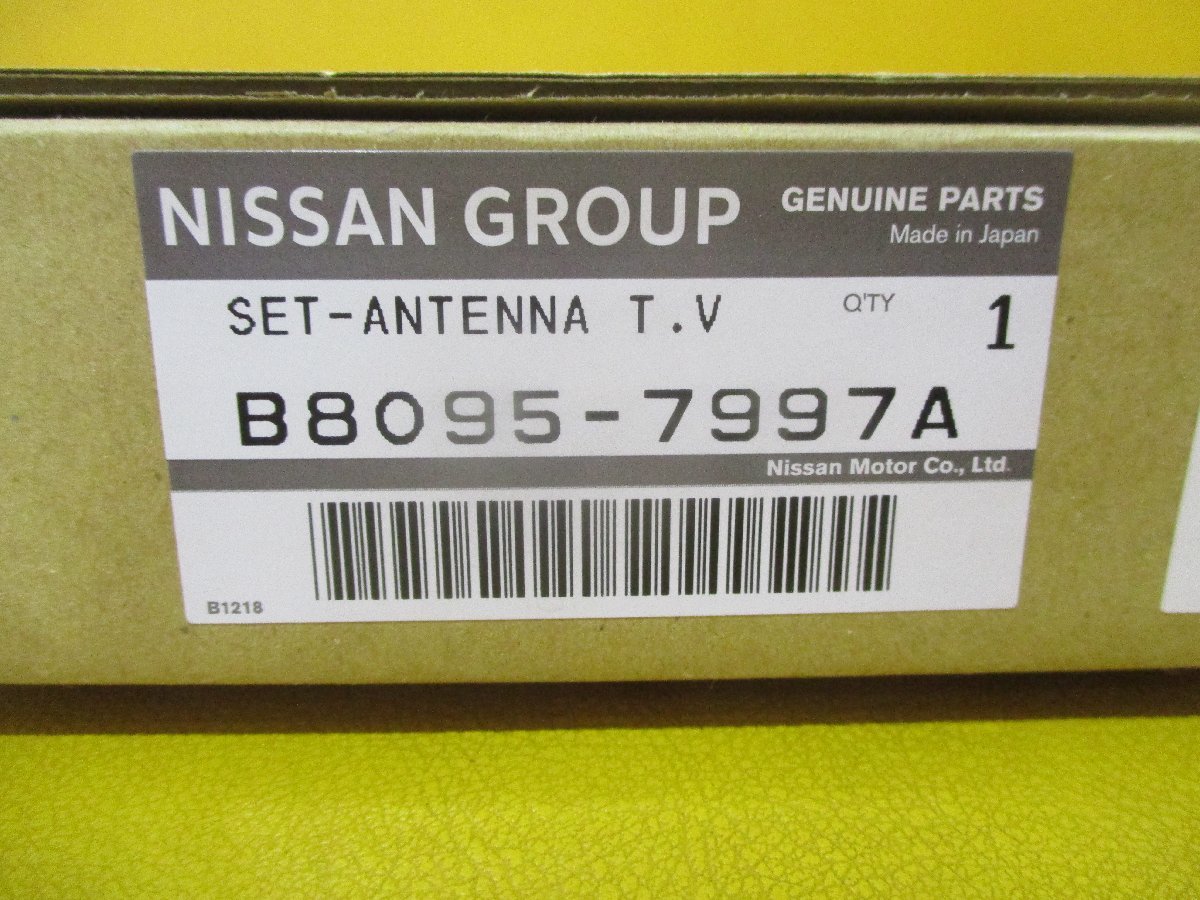 NISSAN GROUP
GENUINE PARTS
Made in Japan
SET-ANTENNA T.V
Q'TY 1
B8095-7997A
Nissan Motor Co., Ltd.
B1218